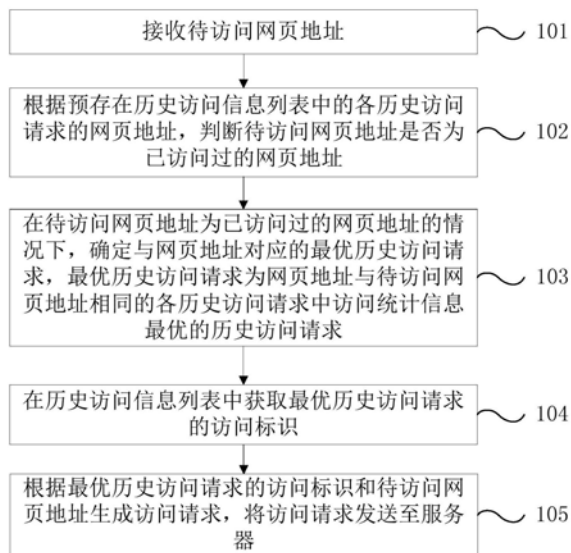 接收待访问网页地址
101
根据预存在历史访问信息列表中的各历史访问
请求的网页地址，判断待访问网页地址是否为
已访问过的网页地址
102
在待访问网页地址为已访问过的网页地址的情
况下，确定与网页地址对应的最优历史访问请
求，最优历史访问请求为网页地址与待访问网
页地址相同的各历史访问请求中访问统计信息
最优的历史访问请求
103
在历史访问信息列表中获取最优历史访问请求
的访问标识
104
根据最优历史访问请求的访问标识和待访问网
页地址生成访问请求，将访问请求发送至服务
器
105